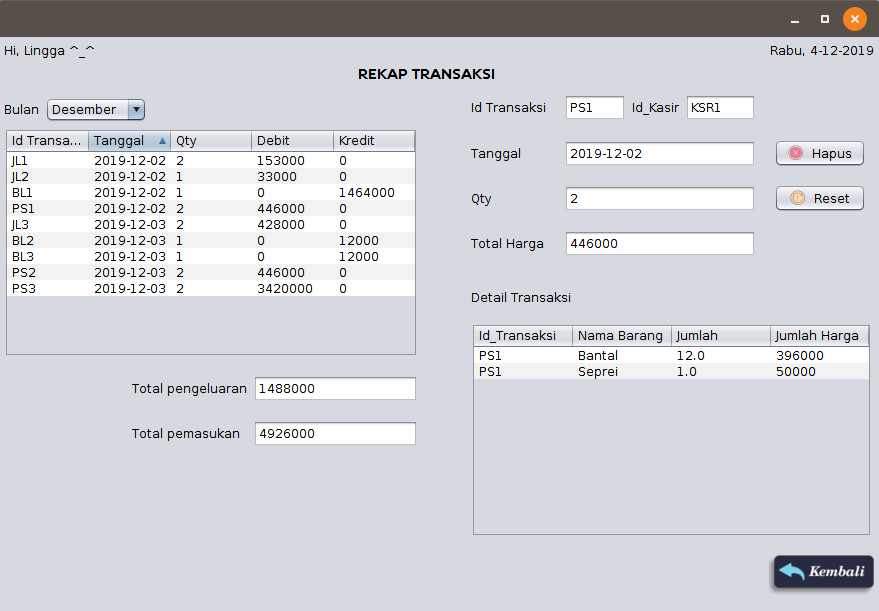 Hi, Lingga ^_^
Rabu, 4-12-2019
REKAP TRANSAKSI
Bulan Desember
Id Transa... Tanggal Qty Debit Kredit
JL1 2019-12-02 2 153000 0
JL2 2019-12-02 1 33000 0
BL1 2019-12-02 1 0 1464000
PS1 2019-12-02 2 446000 0
JL3 2019-12-03 2 428000 0
BL2 2019-12-03 1 0 12000
BL3 2019-12-03 1 0 12000
PS2 2019-12-03 2 446000 0
PS3 2019-12-03 2 3420000 0
Total pengeluaran 1488000
Total pemasukan 4926000
Id Transaksi PS1 Id_Kasir KSR1
Tanggal 2019-12-02 Hapus
Qty 2 Reset
Total Harga 446000
Detail Transaksi
Id_Transaksi Nama Barang Jumlah Jumlah Harga
PS1 Bantal 12.0 396000
PS1 Seprei 1.0 50000
Kembali